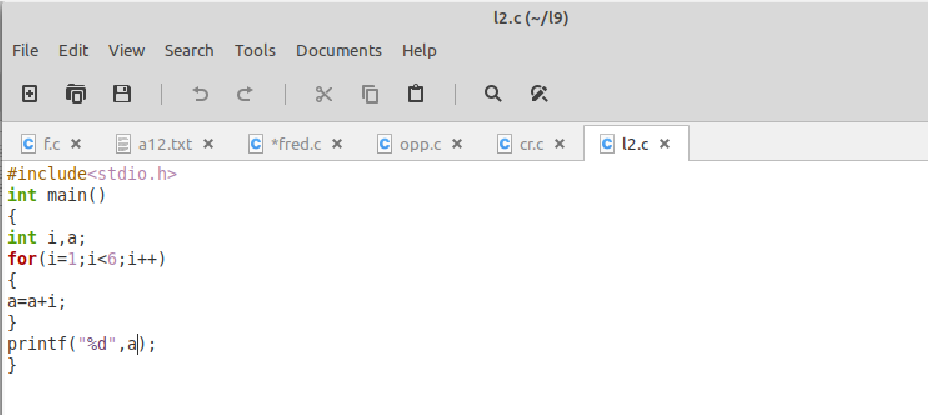 l2.c (~/l9)
File Edit View Search Tools Documents Help
f.c a12.txt *fred.c opp.c cr.c l2.c
#include<stdio.h>
int main()
{
int i,a;
for(i=1;i<6;i++)
{
a=a+i;
}
printf("%d",a);
}